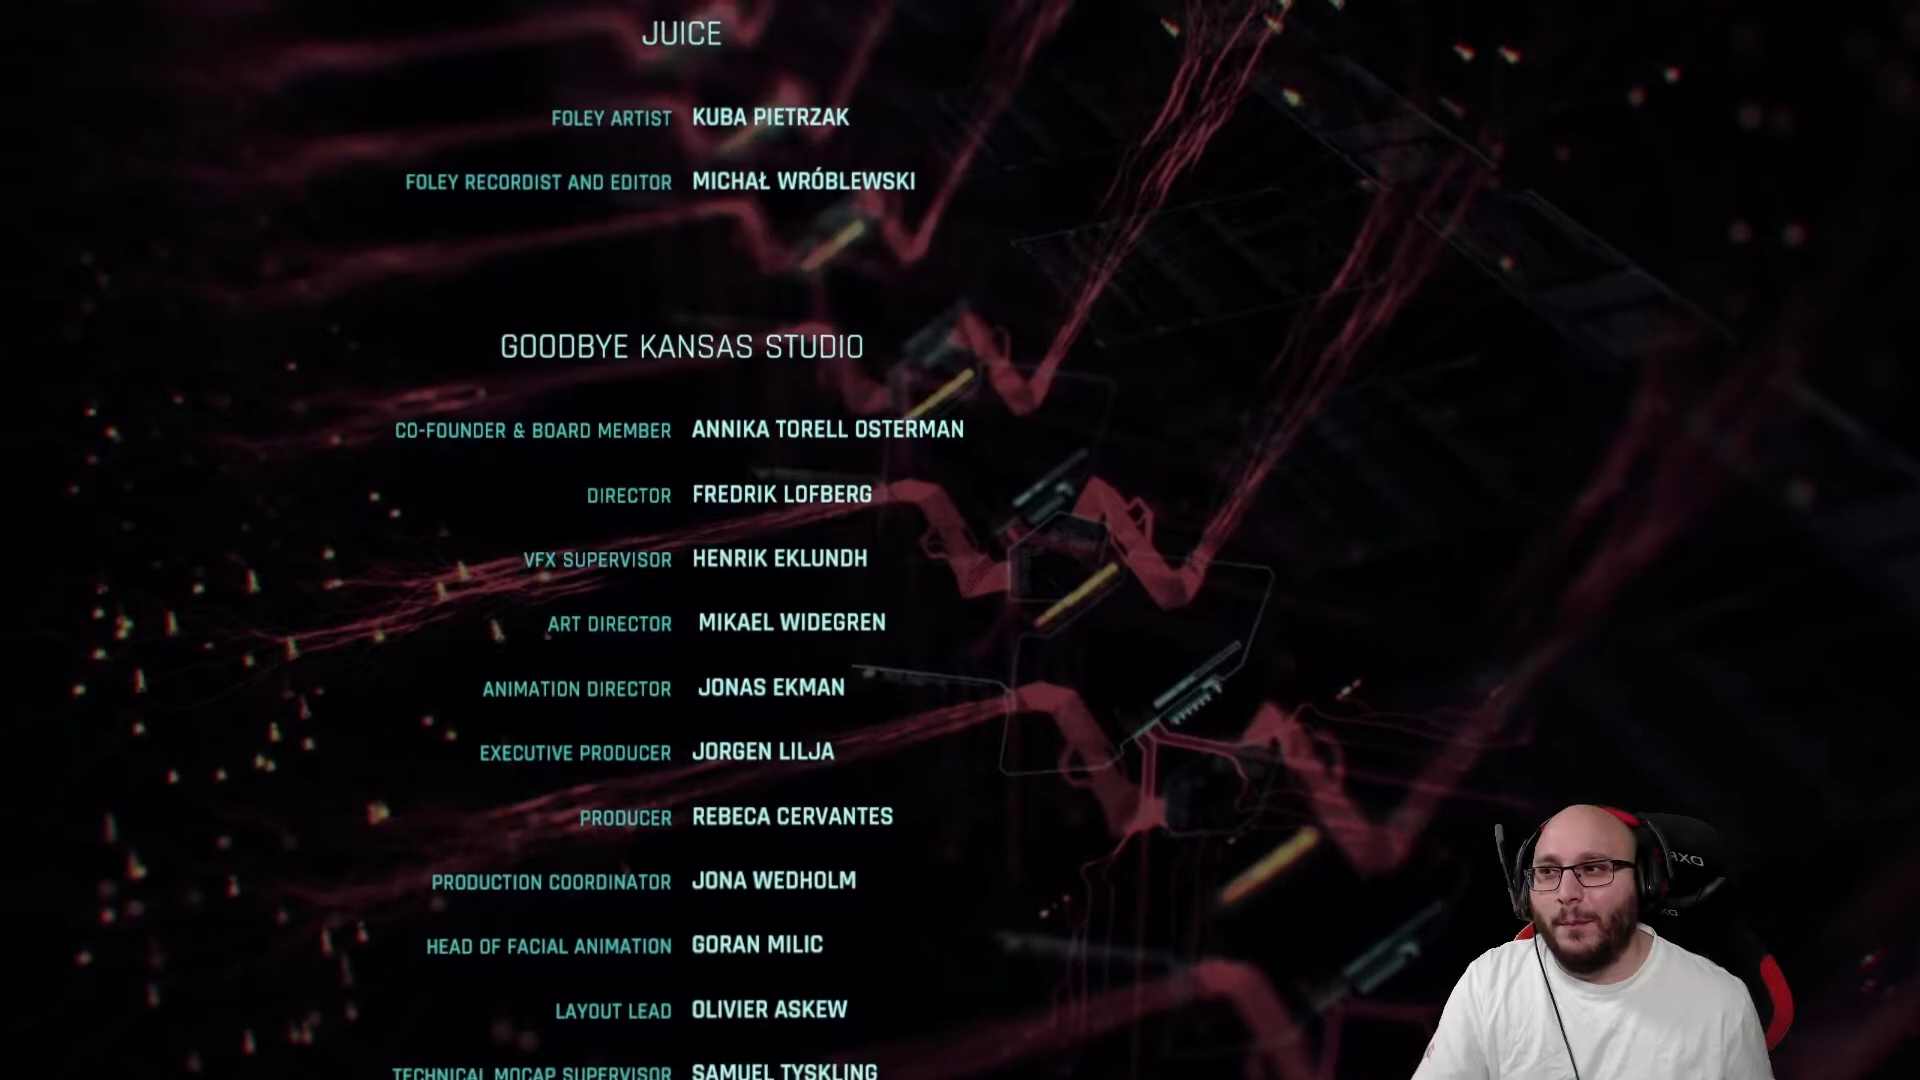 JUICE
FOLEY ARTIST KUBA PIETRZAK
FOLEY RECORDIST AND EDITOR MICHAŁ WRÓBLEWSKI
GOODBYE KANSAS STUDIO
CO-FOUNDER & BOARD MEMBER ANNIKA TORELL OSTERMAN
DIRECTOR FREDRIK LOFBERG
VFX SUPERVISOR HENRIK EKLUNDH
ART DIRECTOR MIKAEL WIDEGREN
ANIMATION DIRECTOR JONAS EKMAN
EXECUTIVE PRODUCER JORGEN LILJA
PRODUCER REBECA CERVANTES
PRODUCTION COORDINATOR JONA WEDHOLM
HEAD OF FACIAL ANIMATION GORAN MILIC
LAYOUT LEAD OLIVIER ASKEW
TECHNICAL MOCAP SUPERVISOR SAMUEL TYSKLING